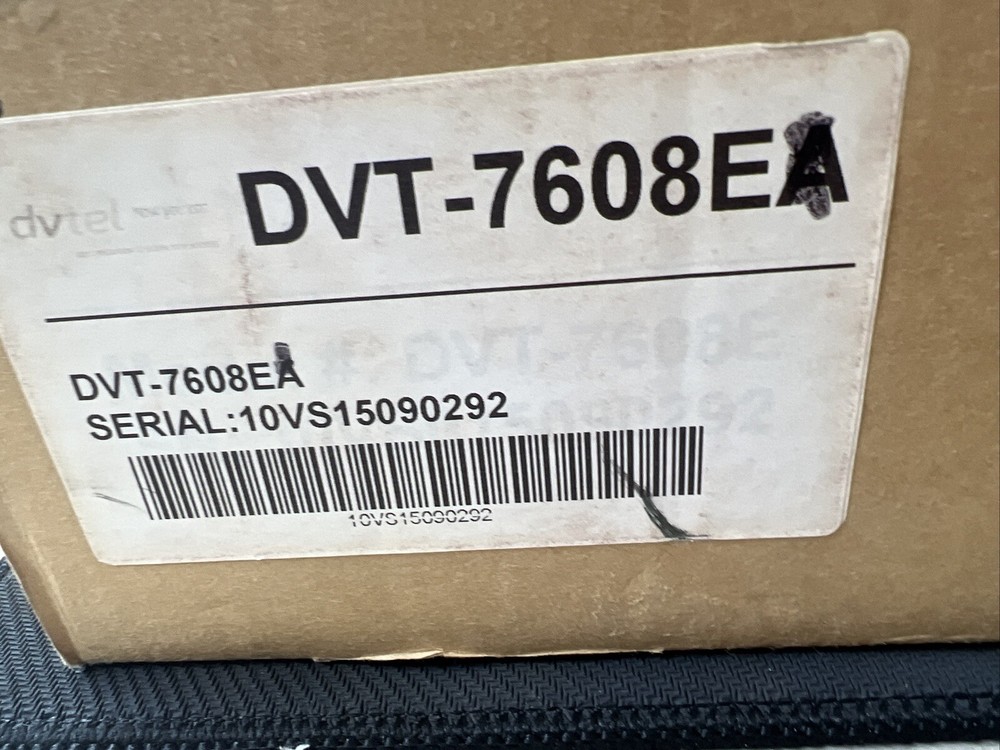 dvtel
DVT-7608EA
DVT-7608EA
SERIAL:10VS15090292
10VS15090292